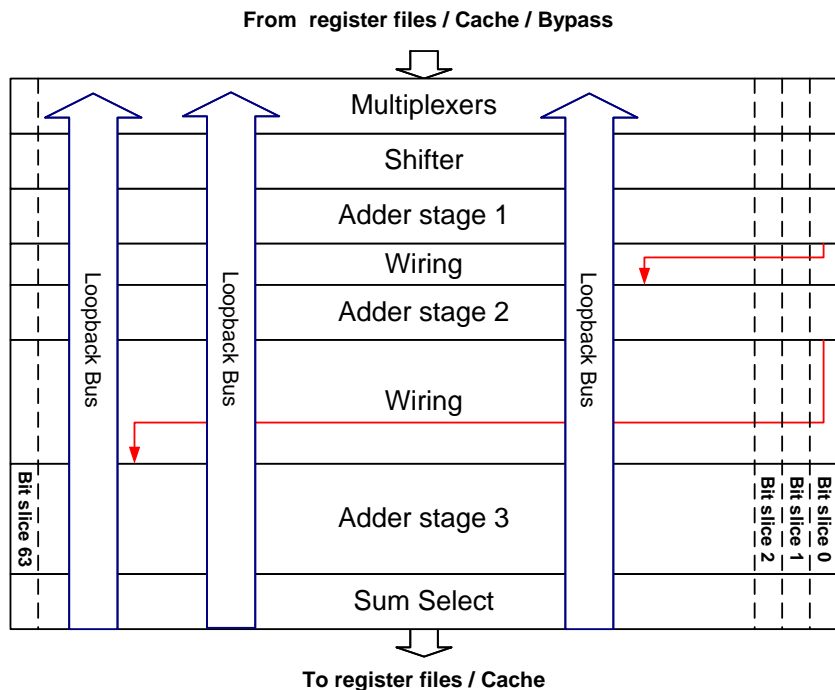 From register files / Cache / Bypass
Multiplexers
Shifter
Adder stage 1
Wiring
Adder stage 2
Wiring
Adder stage 3
Sum Select
Loopback Bus
Loopback Bus
Loopback Bus
Bit slice 63
Bit slice 2
Bit slice 1
Bit slice 0
To register files / Cache